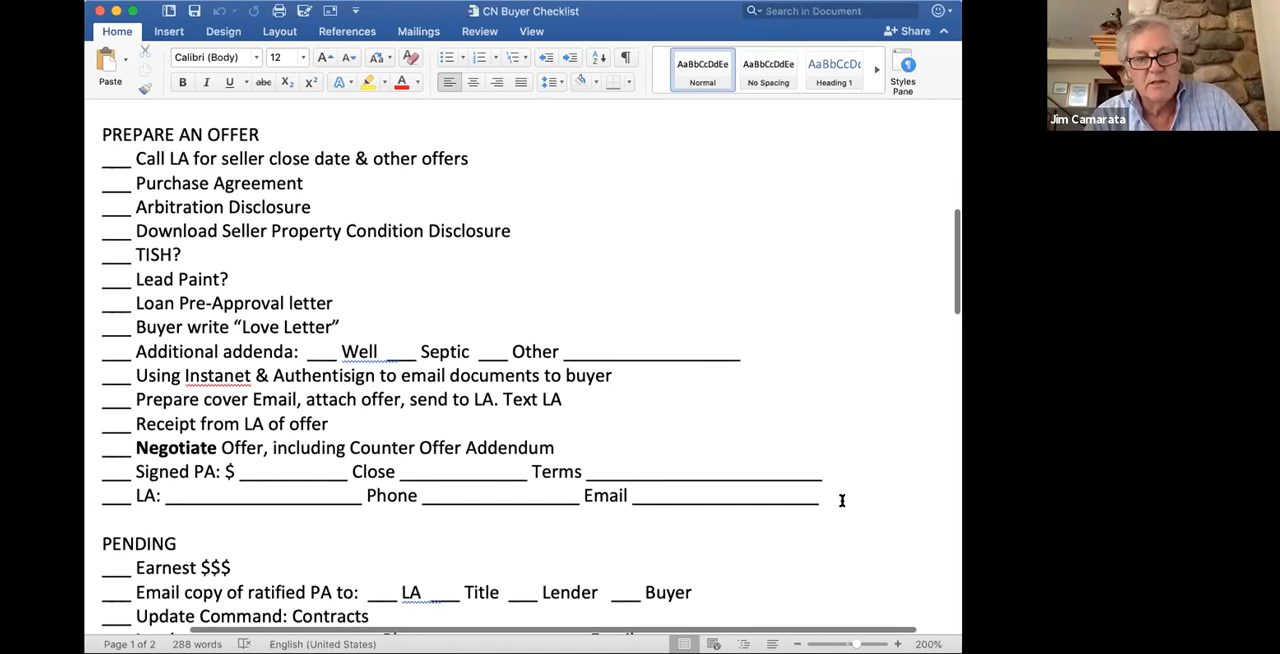 CN Buyer Checklist
Search in Document
Home Insert Design Layout References Mailings Review View
Share
Paste
Calibri (Body) 12
B I U abc X₂ X² A A
AaBbCcDdEe AaBbCcDdEe AaBbCcDc
Normal No Spacing Heading 1
Styles
Pane
Jim Camarata
PREPARE AN OFFER
___ Call LA for seller close date & other offers
___ Purchase Agreement
___ Arbitration Disclosure
___ Download Seller Property Condition Disclosure
___ TISH?
___ Lead Paint?
___ Loan Pre-Approval letter
___ Buyer write “Love Letter”
___ Additional addenda: ___ Well ___ Septic ___ Other __________________
___ Using Instanet & Authentisign to email documents to buyer
___ Prepare cover Email, attach offer, send to LA. Text LA
___ Receipt from LA of offer
___ Negotiate Offer, including Counter Offer Addendum
___ Signed PA: $ ___________ Close _____________ Terms ________________________
___ LA: ____________________ Phone ________________ Email ___________________
PENDING
___ Earnest $$$
___ Email copy of ratified PA to: ___ LA ___ Title ___ Lender ___ Buyer
___ Update Command: Contracts
Page 1 of 2 288 words English (United States) 200%